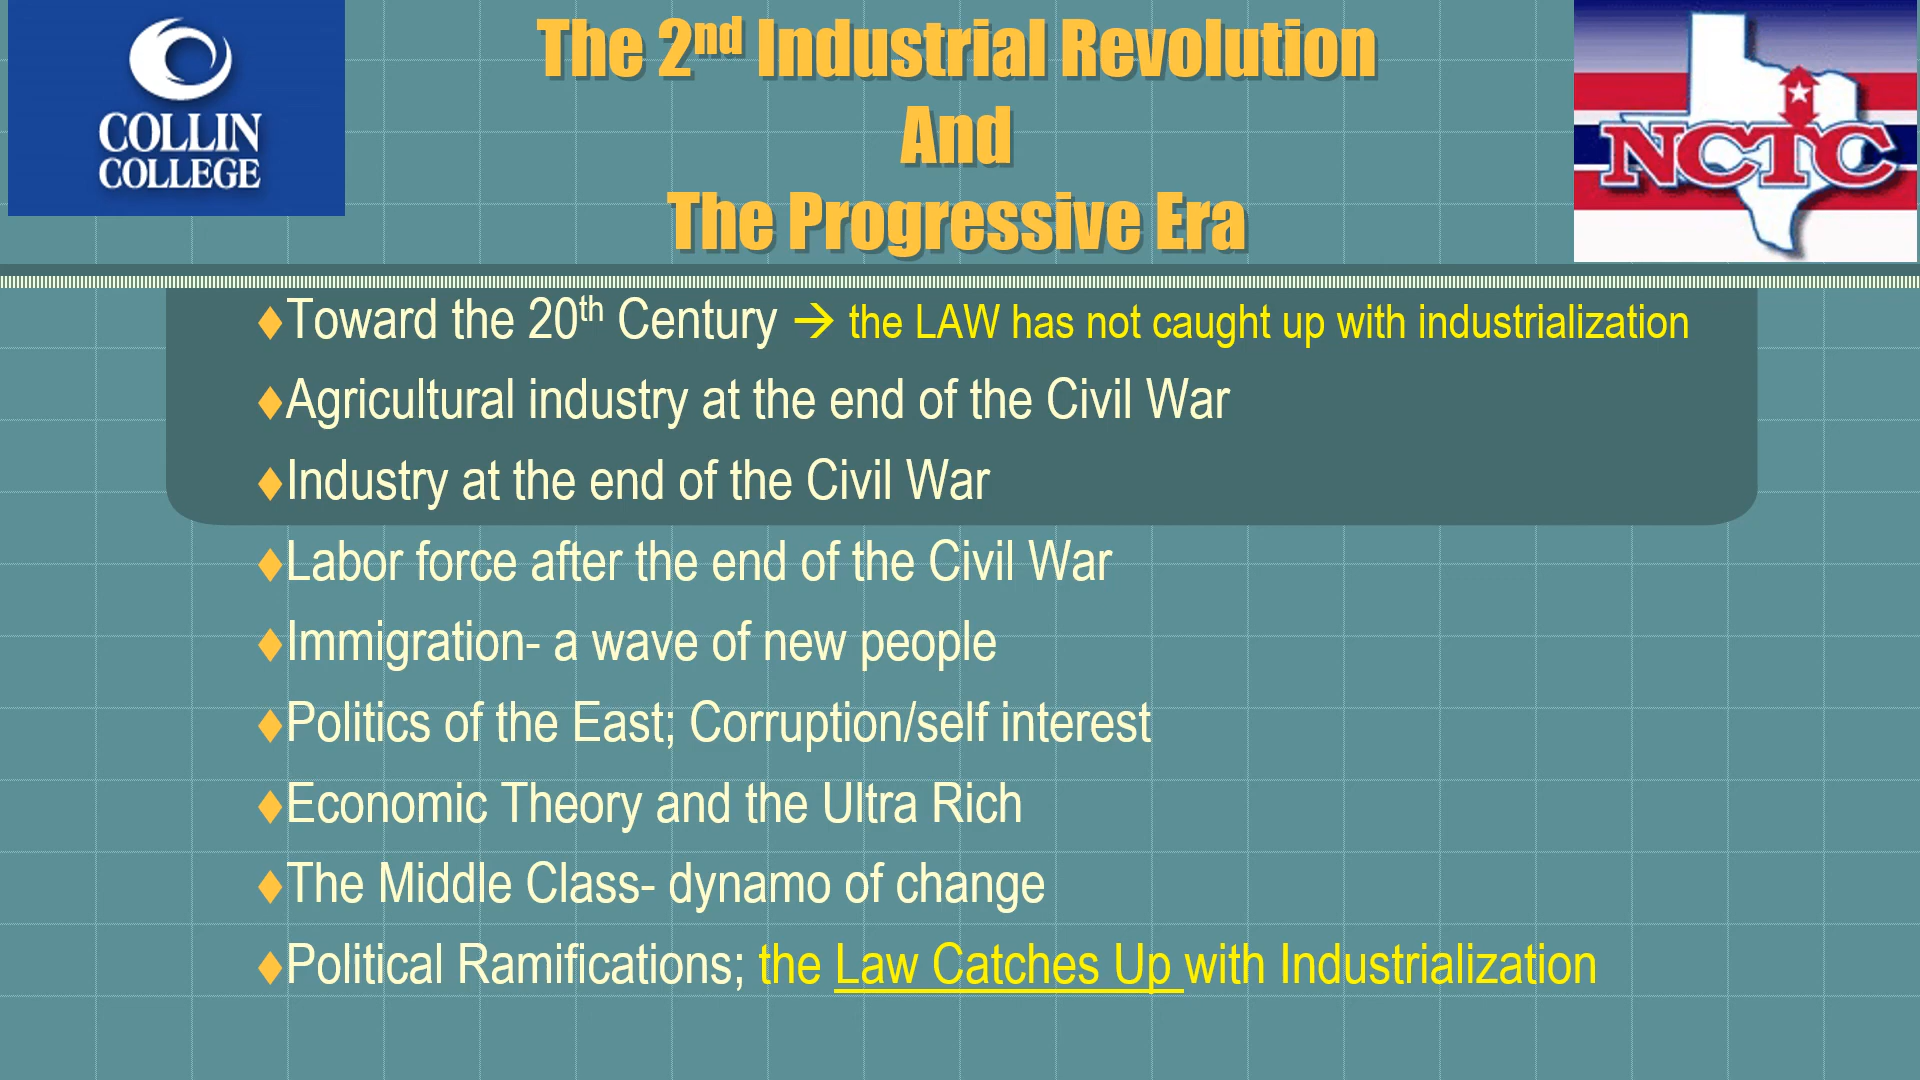 COLLIN
COLLEGE
The 2nd Industrial Revolution
And
The Progressive Era
NCTC
♦Toward the 20th Century → the LAW has not caught up with industrialization
♦Agricultural industry at the end of the Civil War
♦Industry at the end of the Civil War
♦Labor force after the end of the Civil War
♦Immigration- a wave of new people
♦Politics of the East; Corruption/self interest
♦Economic Theory and the Ultra Rich
♦The Middle Class- dynamo of change
♦Political Ramifications; the Law Catches Up with Industrialization